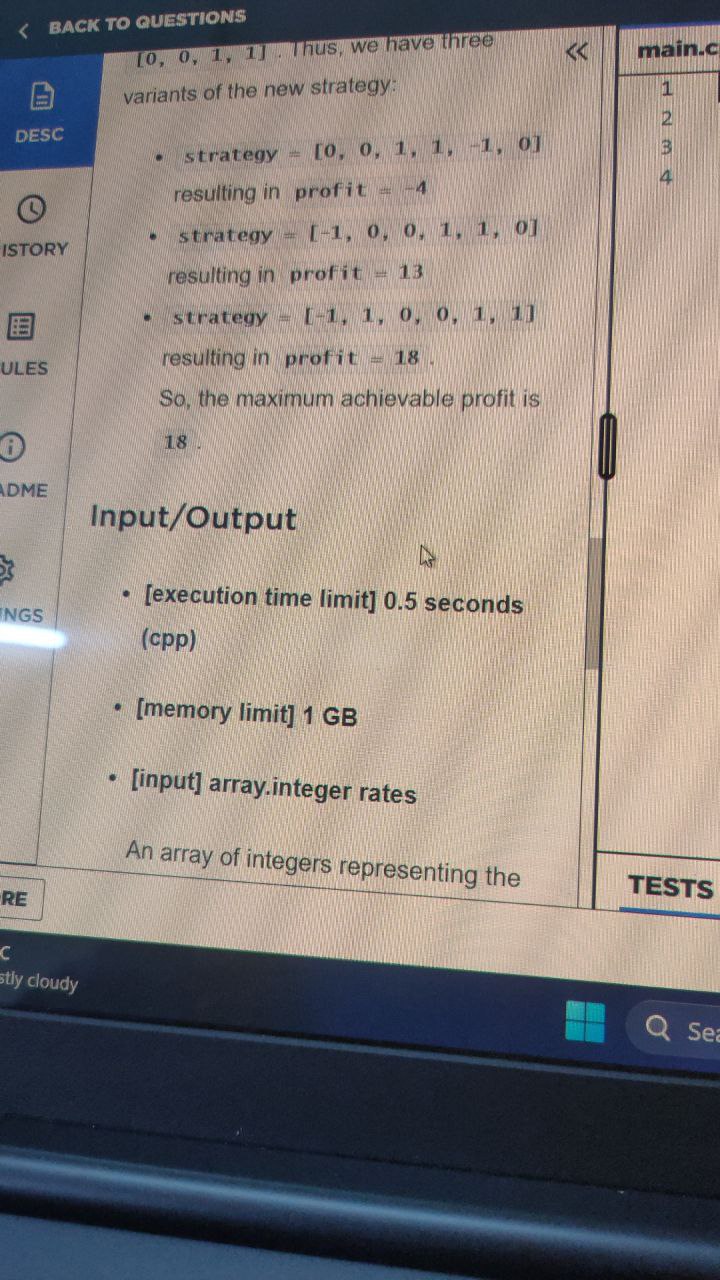 BACK TO QUESTIONS
[0, 0, 1, 1] . Thus, we have three
variants of the new strategy:
• strategy = [0, 0, 1, 1, -1, 0]
resulting in profit = -4
• strategy = [-1, 0, 0, 1, 1, 0]
resulting in profit = 13
• strategy = [-1, 1, 0, 0, 1, 1]
resulting in profit = 18 .
So, the maximum achievable profit is
18 .
Input/Output
• [execution time limit] 0.5 seconds
(cpp)
• [memory limit] 1 GB
• [input] array.integer rates
An array of integers representing the
DESC
ISTORY
ULES
ADME
NGS
RE
main.c
1
2
3
4
TESTS
C
stly cloudy
Sea